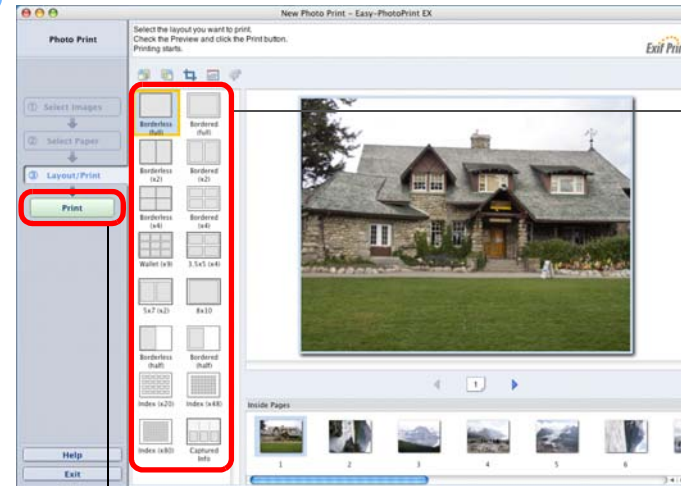 New Photo Print - Easy-PhotoPrint EX
Photo Print
Select the layout you want to print.
Check the Preview and click the Print button.
Printing starts.
Exif Prin
① Select Images
② Select Paper
③ Layout/Print
Print
Borderless (full)
Bordered (full)
Borderless (x2)
Bordered (x2)
Borderless (x4)
Bordered (x4)
Wallet (x9)
3.5x5 (x4)
5x7 (x2)
8x10
Borderless (half)
Bordered (half)
Index (x20)
Index (x48)
Index (x80)
Captured Info
1
Inside Pages
1
2
3
4
5
6
Help
Exit